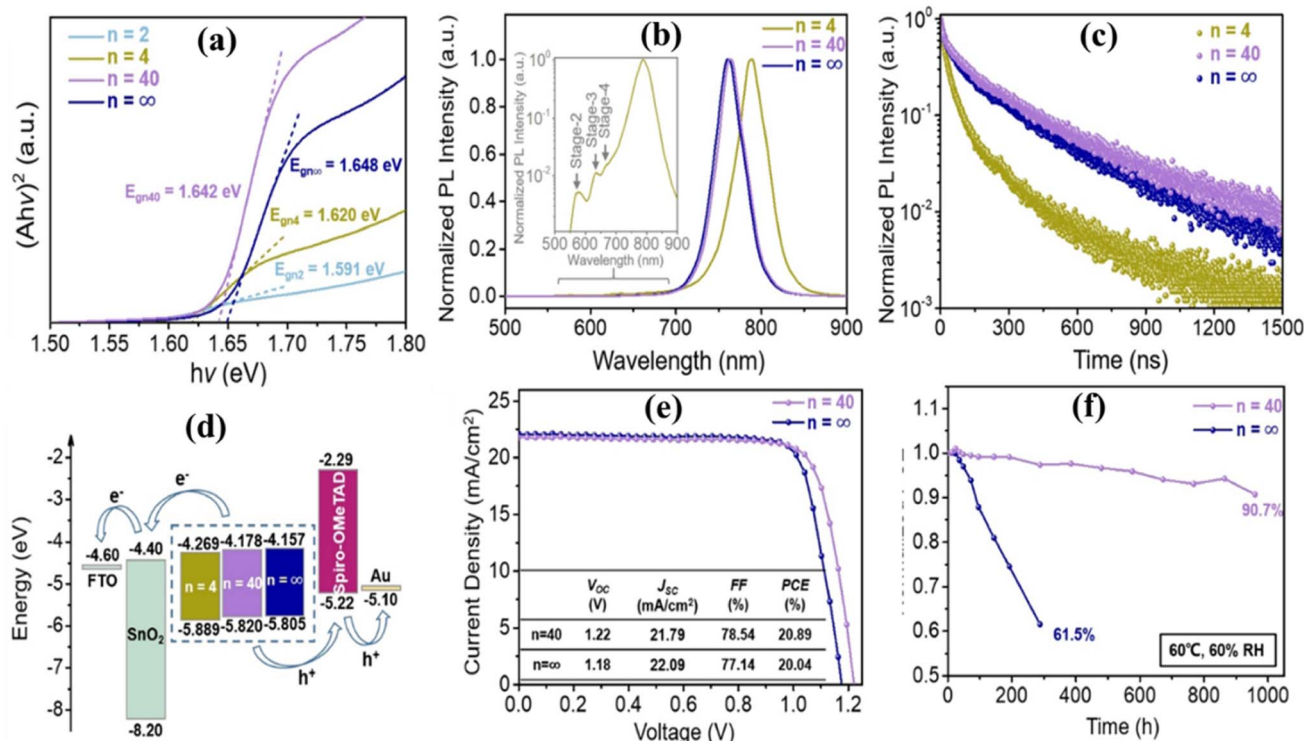 (a)
n = 2
n = 4
n = 40
n = ∞
E gn∞ = 1.648 eV
E gn40 = 1.642 eV
E gn4 = 1.620 eV
E gn2 = 1.591 eV
(Ahν)² (a.u.)
1.50 1.55 1.60 1.65 1.70 1.75 1.80
hν (eV)
(b)
n = 4
n = 40
n = ∞
Normalized PL Intensity (a.u.)
1.0
0.8
0.6
0.4
0.2
0.0
Normalized PL Intensity (a.u.)
10⁰
10⁻¹
10⁻²
Stage-2
Stage-3
Stage-4
500 600 700 800 900
Wavelength (nm)
500 600 700 800 900
Wavelength (nm)
(c)
n = 4
n = 40
n = ∞
Normalized PL Intensity (a.u.)
10⁰
10⁻¹
10⁻²
10⁻³
0 300 600 900 1200 1500
Time (ns)
(d)
Energy (eV)
-2
-3
-4
-5
-6
-7
-8
e⁻
e⁻
-4.60
FTO
-4.40
SnO₂
-8.20
-4.269 -4.178 -4.157
n = 4 n = 40 n = ∞
-5.889 -5.820 -5.805
-2.29
Spiro-OMeTAD
-5.22
Au
-5.10
h⁺
h⁺
(e)
n = 40
n = ∞
Current Density (mA/cm²)
25
20
15
10
5
0
V_OC J_SC FF PCE
(V) (mA/cm²) (%) (%)
n=40 1.22 21.79 78.54 20.89
n=∞ 1.18 22.09 77.14 20.04
0.0 0.2 0.4 0.6 0.8 1.0 1.2
Voltage (V)
(f)
n = 40
n = ∞
1.1
1.0
0.9
0.8
0.7
0.6
0.5
90.7%
61.5%
60℃, 60% RH
0 200 400 600 800 1000
Time (h)